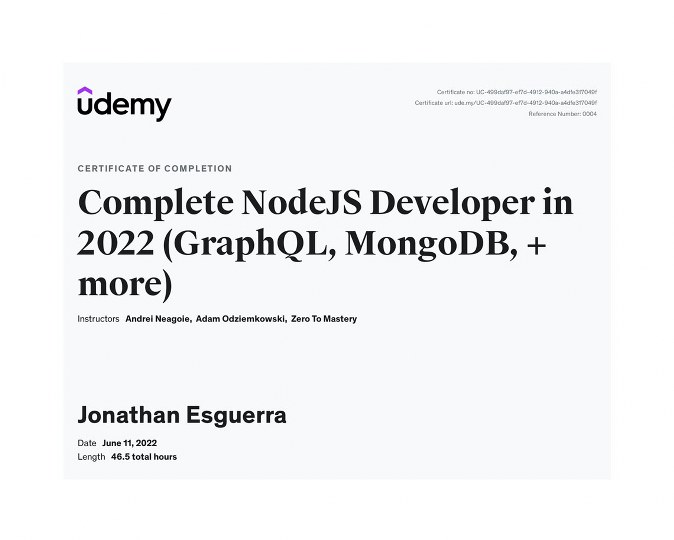 udemy
Certificate no: UC-499daf97-ef7d-4912-940a-a4dfe317049f
Certificate url: ude.my/UC-499daf97-ef7d-4912-940a-a4dfe317049f
Reference Number: 0004
CERTIFICATE OF COMPLETION
Complete NodeJS Developer in
2022 (GraphQL, MongoDB, +
more)
Instructors Andrei Neagoie, Adam Odziemkowski, Zero To Mastery
Jonathan Esguerra
Date June 11, 2022
Length 46.5 total hours